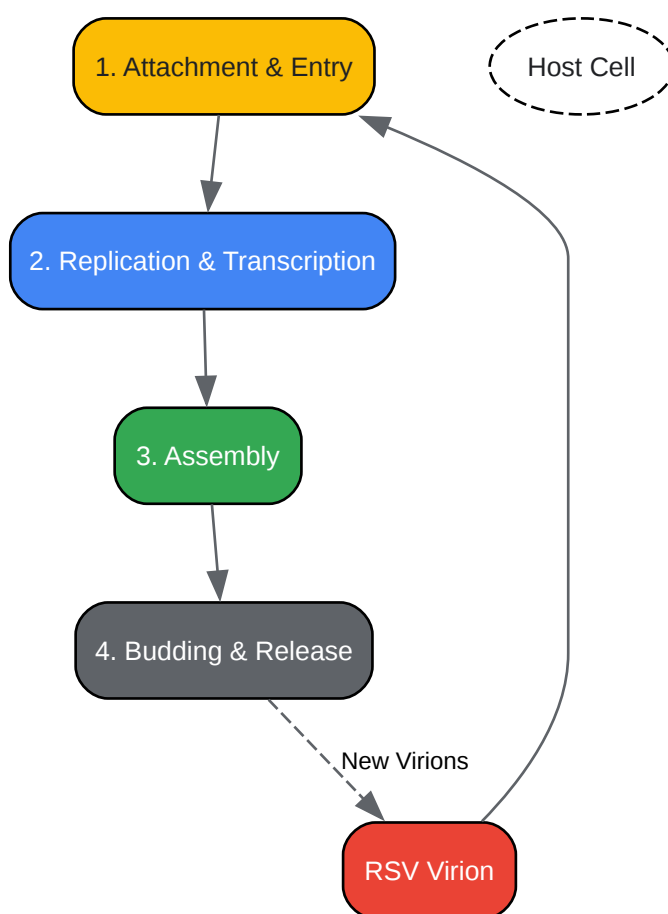 1. Attachment & Entry
Host Cell
2. Replication & Transcription
3. Assembly
4. Budding & Release
New Virions
RSV Virion